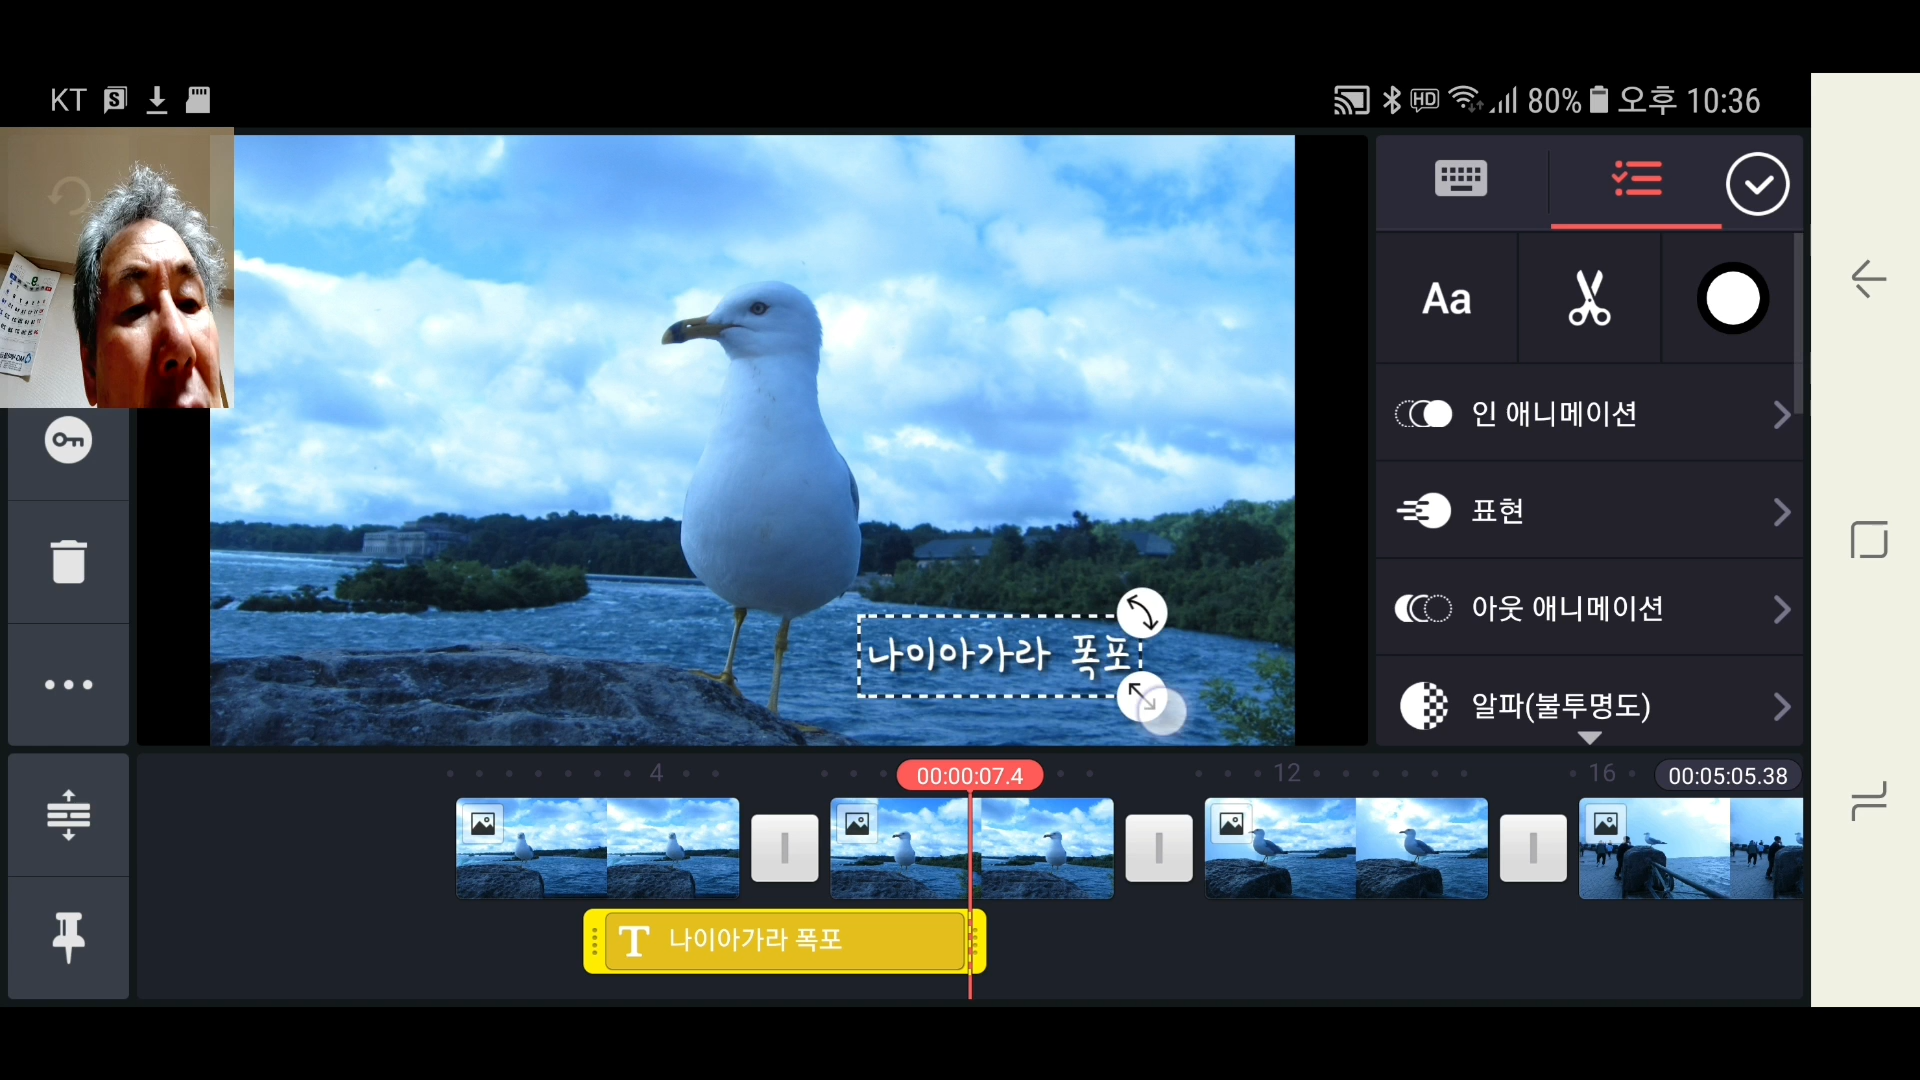 KT
HD 80% 오후 10:36
Aa
인 애니메이션
표현
아웃 애니메이션
알파(불투명도)
나이아가라 폭포
4 00:00:07.4 12 16 00:05:05.38
T 나이아가라 폭포